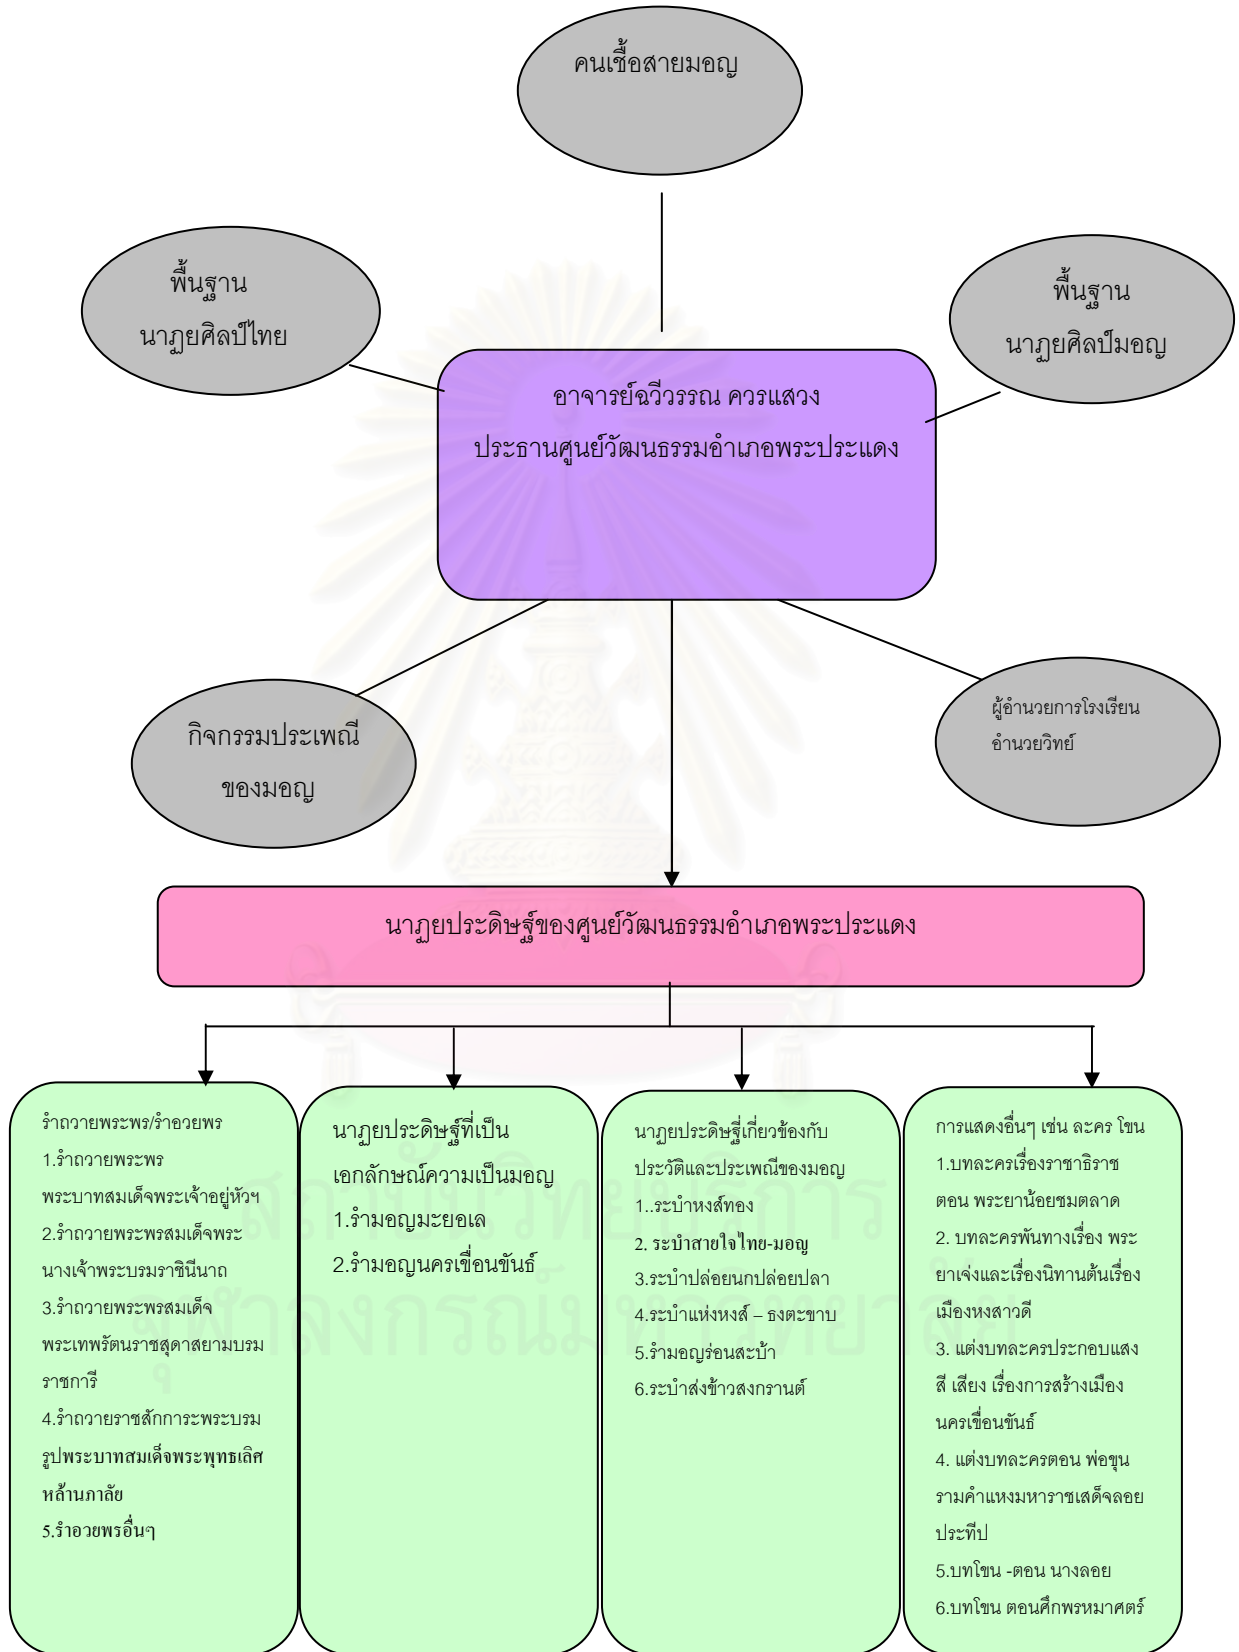 คนเชื้อสายมอญ
พื้นฐาน
นาฏยศิลป์ไทย
พื้นฐาน
นาฏยศิลป์มอญ
อาจารย์ฉวีวรรณ ควรแสวง
ประธานศูนย์วัฒนธรรมอำเภอพระประแดง
กิจกรรมประเพณี
ของมอญ
ผู้อำนวยการโรงเรียน
อำนวยวิทย์
นาฏยประดิษฐ์ของศูนย์วัฒนธรรมอำเภอพระประแดง
รำถวายพระพร/รำอวยพร
1.รำถวายพระพร
พระบาทสมเด็จพระเจ้าอยู่หัวฯ
2.รำถวายพระพรสมเด็จพระ
นางเจ้าพระบรมราชินีนาถ
3.รำถวายพระพรสมเด็จ
พระเทพรัตนราชสุดาสยามบรม
ราชการี
4.รำถวายราชสักการะพระบรม
รูปพระบาทสมเด็จพระพุทธเลิศ
หล้านภาลัย
5.รำอวยพรอื่นๆ
นาฏยประดิษฐ์ที่เป็น
เอกลักษณ์ความเป็นมอญ
1.รำมอญมะยอเล
2.รำมอญนครเขื่อนขันธ์
นาฏยประดิษฐี่เกี่ยวข้องกับ
ประวัติและประเพณีของมอญ
1..ระบำหงส์ทอง
2. ระบำสายใจไทย-มอญ
3.ระบำปล่อยนกปล่อยปลา
4.ระบำแห่งหงส์ – ธงตะขาบ
5.รำมอญร่อนสะบ้า
6.ระบำส่งข้าวสงกรานต์
การแสดงอื่นๆ เช่น ละคร โขน
1.บทละครเรื่องราชาธิราช
ตอน พระยาน้อยชมตลาด
2. บทละครพันทางเรื่อง พระ
ยาเจ่งและเรื่องนิทานต้นเรื่อง
เมืองหงสาวดี
3. แต่งบทละครประกอบแสง
สี เสียง เรื่องการสร้างเมือง
นครเขื่อนขันธ์
4. แต่งบทละครตอน พ่อขุน
รามคำแหงมหาราชเสด็จลอย
ประทีป
5.บทโขน -ตอน นางลอย
6.บทโขน ตอนศึกพรหมาศตร์
สถาบันวิทยบริการ
จุฬาลงกรณ์มหาวิทยาลัย